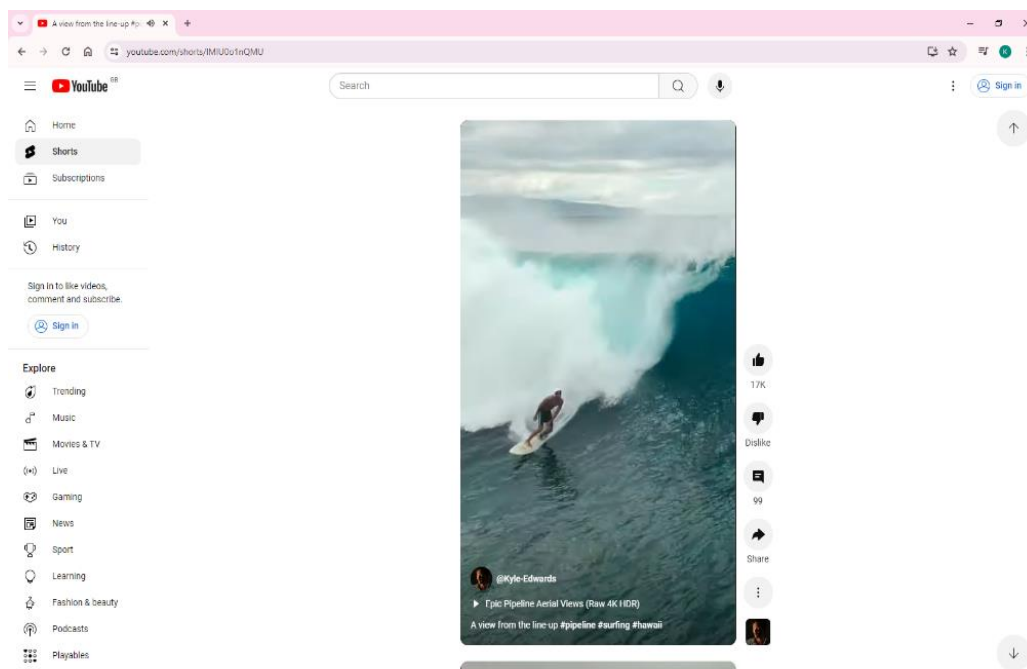 A view from the line-up #pi
youtube.com/shorts/IMlU0o1nQMU
K
YouTube GB
Search
Sign in
Home
Shorts
Subscriptions
You
History
Sign in to like videos,
comment and subscribe.
Sign in
Explore
Trending
Music
Movies & TV
Live
Gaming
News
Sport
Learning
Fashion & beauty
Podcasts
Playables
17K
Dislike
99
Share
@Kyle-Edwards
Epic Pipeline Aerial Views (Raw 4K HDR)
A view from the line-up #pipeline #surfing #hawaii